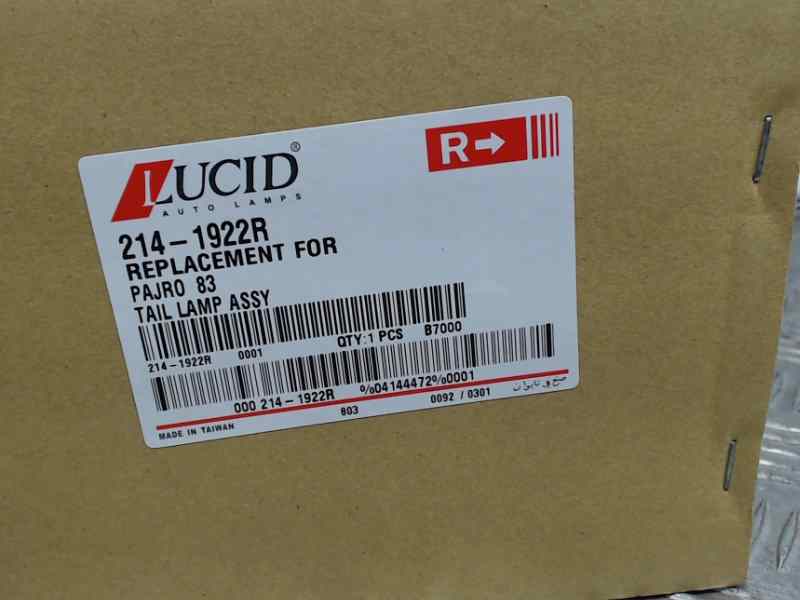 LUCID®
AUTO LAMPS
R
214-1922R
REPLACEMENT FOR
PAJRO 83
TAIL LAMP ASSY
214-1922R 0001 QTY:1 PCS B7000
000 214-1922R %04144472%0001
MADE IN TAIWAN 803 0092 / 0301